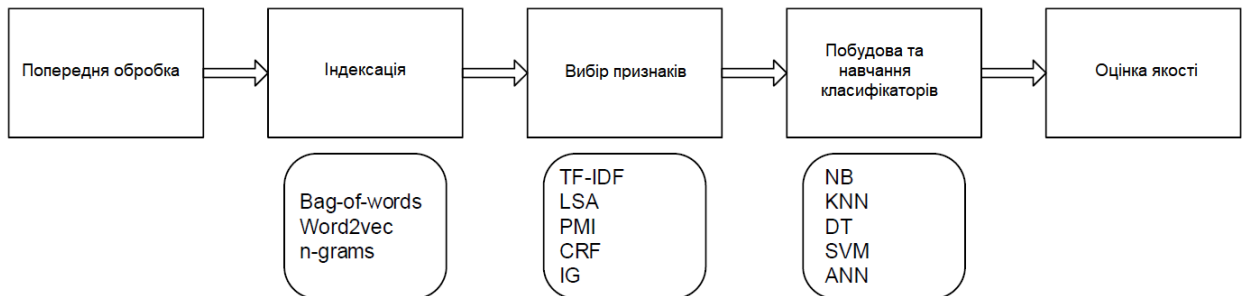 Попередня обробка
Індексація
Вибір признаків
Побудова та
навчання
класифікаторів
Оцінка якості
Bag-of-words
Word2vec
n-grams
TF-IDF
LSA
PMI
CRF
IG
NB
KNN
DT
SVM
ANN